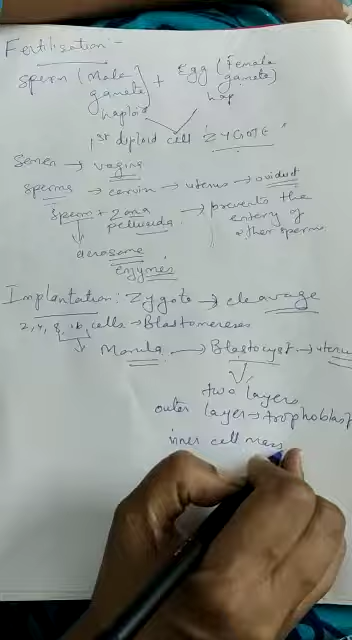 Fertilisation :-
Sperm (Male gamete) + Egg (Female gamete)
haploid hap
1st diploid cell "ZYGOTE"
Semen → vagina
Sperms → cervix → uterus → oviduct
Sperm + Zona pellucida → prevents the entery of other sperms
acrosome
enzymes
Implantation: Zygote → cleavage
2,4,8,16, cells → Blastomeres
→ Morula → Blastocyst → uterus
two layers
outer layer → trophoblast
inner cell mass